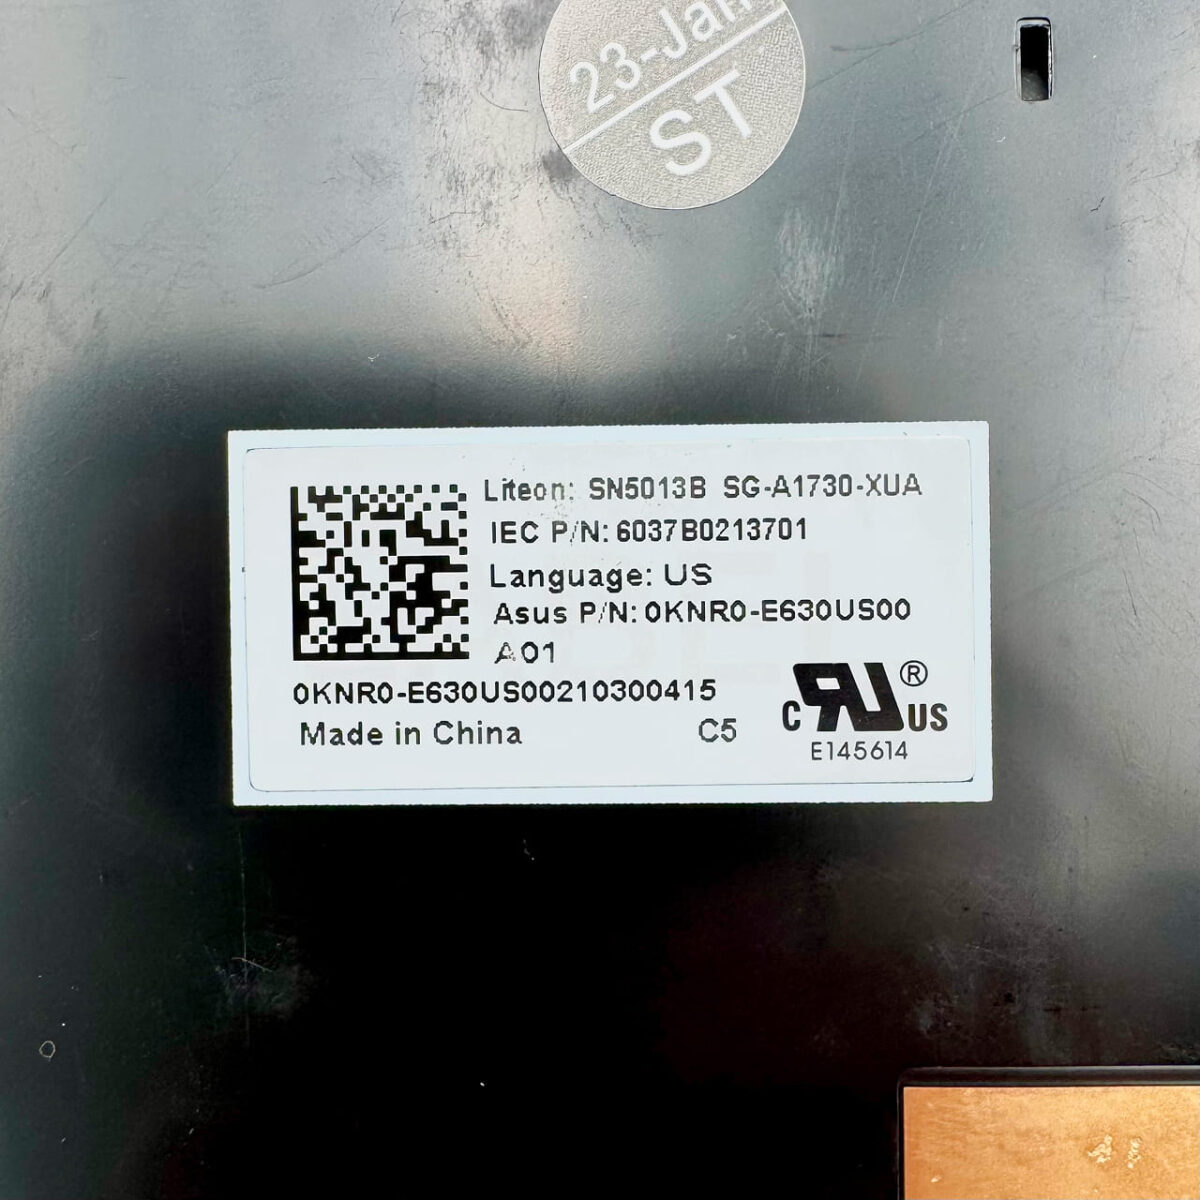 23-Jan
ST
Liteon: SN5013B SG-A1730-XUA
IEC P/N: 6037B0213701
Language: US
Asus P/N: 0KNR0-E630US00
A01
0KNR0-E630US00210300415
Made in China C5
C RU ® US
E145614